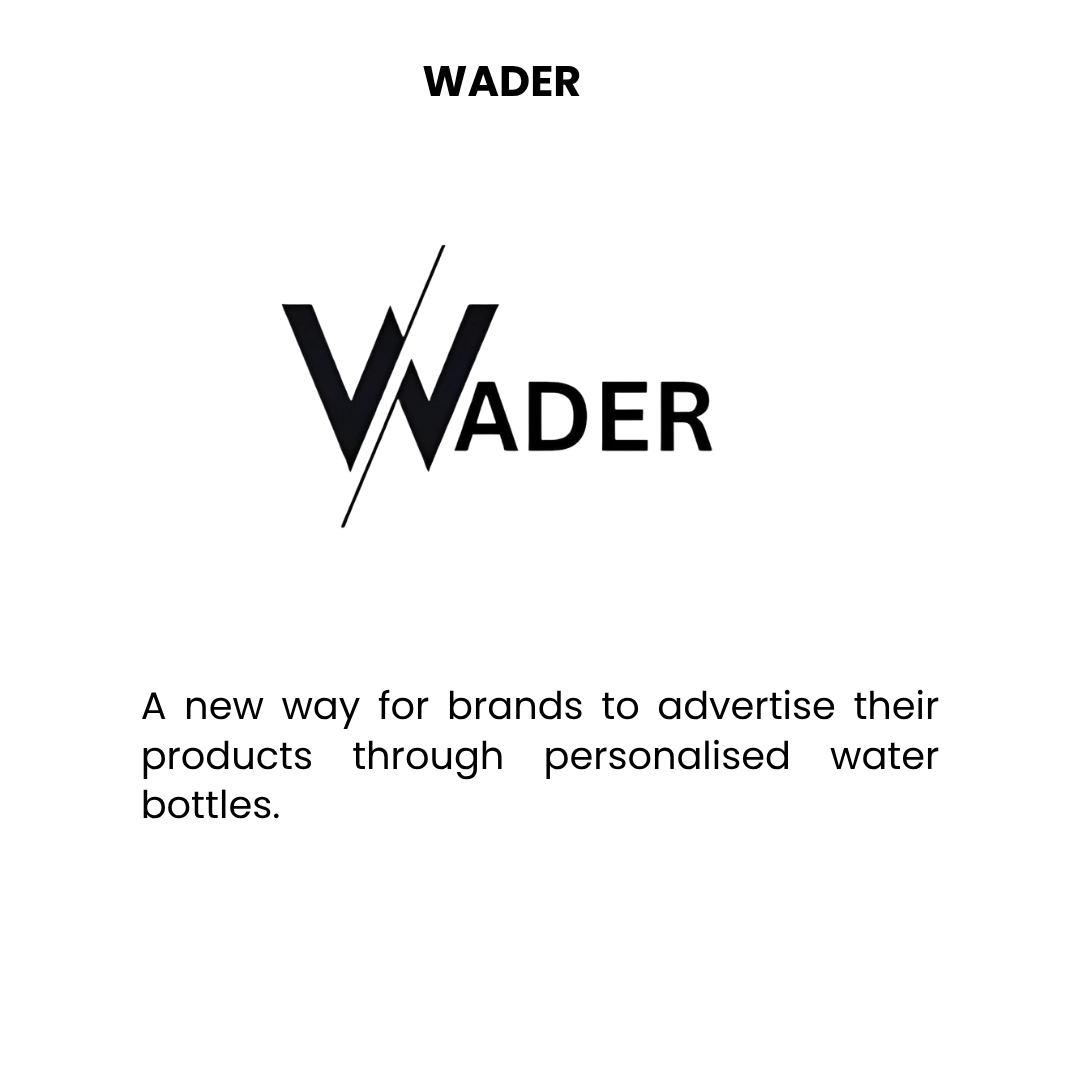 WADER
WADER
A new way for brands to advertise their
products through personalised water
bottles.